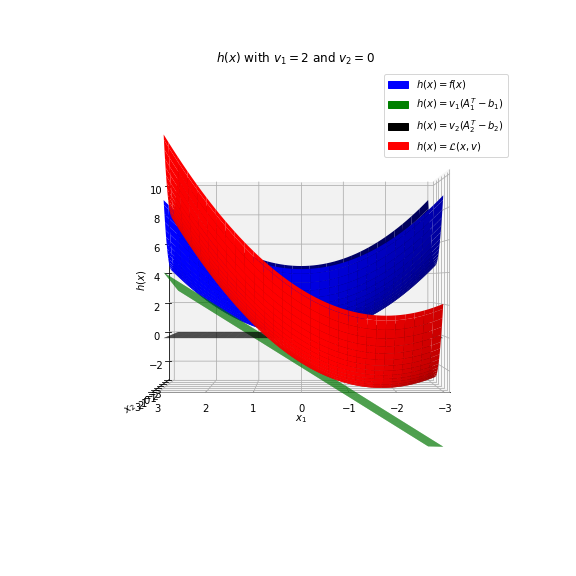 h(x) with v₁ = 2 and v₂ = 0
h(x) = f(x)
h(x) = v₁(A₁ᵀ − b₁)
h(x) = v₂(A₂ᵀ − b₂)
h(x) = ℒ(x, v)
10
8
6
4
2
0
−2
h(x)
3 2 1 0 −1 −2 −3
x₁
x₂